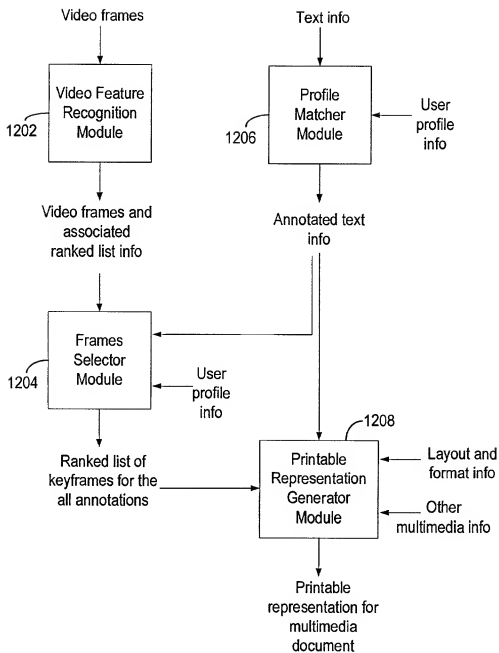 Video frames
Text info
Video Feature
Recognition
Module
1202
Profile
Matcher
Module
1206
User
profile
info
Video frames and
associated
ranked list info
Annotated text
info
Frames
Selector
Module
1204
User
profile
info
1208
Ranked list of
keyframes for the
all annotations
Printable
Representation
Generator
Module
Layout and
format info
Other
multimedia info
Printable
representation for
multimedia
document